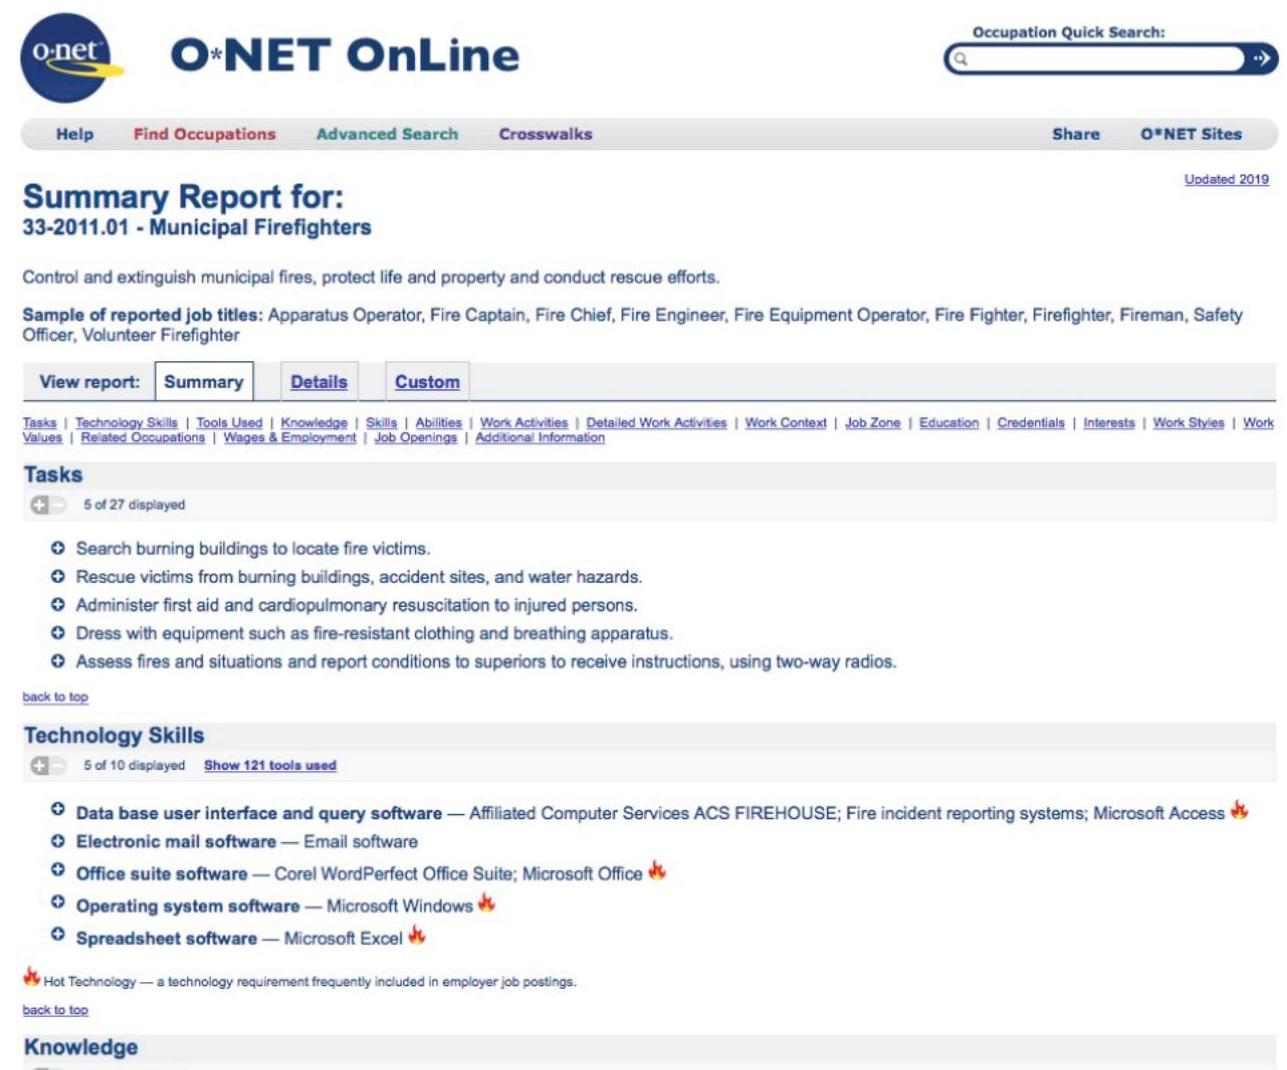 o·net
O*NET OnLine
Occupation Quick Search:
Help Find Occupations Advanced Search Crosswalks Share O*NET Sites
Updated 2019
Summary Report for:
33-2011.01 - Municipal Firefighters
Control and extinguish municipal fires, protect life and property and conduct rescue efforts.
Sample of reported job titles: Apparatus Operator, Fire Captain, Fire Chief, Fire Engineer, Fire Equipment Operator, Fire Fighter, Firefighter, Fireman, Safety
Officer, Volunteer Firefighter
View report: Summary Details Custom
Tasks | Technology Skills | Tools Used | Knowledge | Skills | Abilities | Work Activities | Detailed Work Activities | Work Context | Job Zone | Education | Credentials | Interests | Work Styles | Work
Values | Related Occupations | Wages & Employment | Job Openings | Additional Information
Tasks
5 of 27 displayed
Search burning buildings to locate fire victims.
Rescue victims from burning buildings, accident sites, and water hazards.
Administer first aid and cardiopulmonary resuscitation to injured persons.
Dress with equipment such as fire-resistant clothing and breathing apparatus.
Assess fires and situations and report conditions to superiors to receive instructions, using two-way radios.
back to top
Technology Skills
5 of 10 displayed Show 121 tools used
Data base user interface and query software — Affiliated Computer Services ACS FIREHOUSE; Fire incident reporting systems; Microsoft Access
Electronic mail software — Email software
Office suite software — Corel WordPerfect Office Suite; Microsoft Office
Operating system software — Microsoft Windows
Spreadsheet software — Microsoft Excel
Hot Technology — a technology requirement frequently included in employer job postings.
back to top
Knowledge